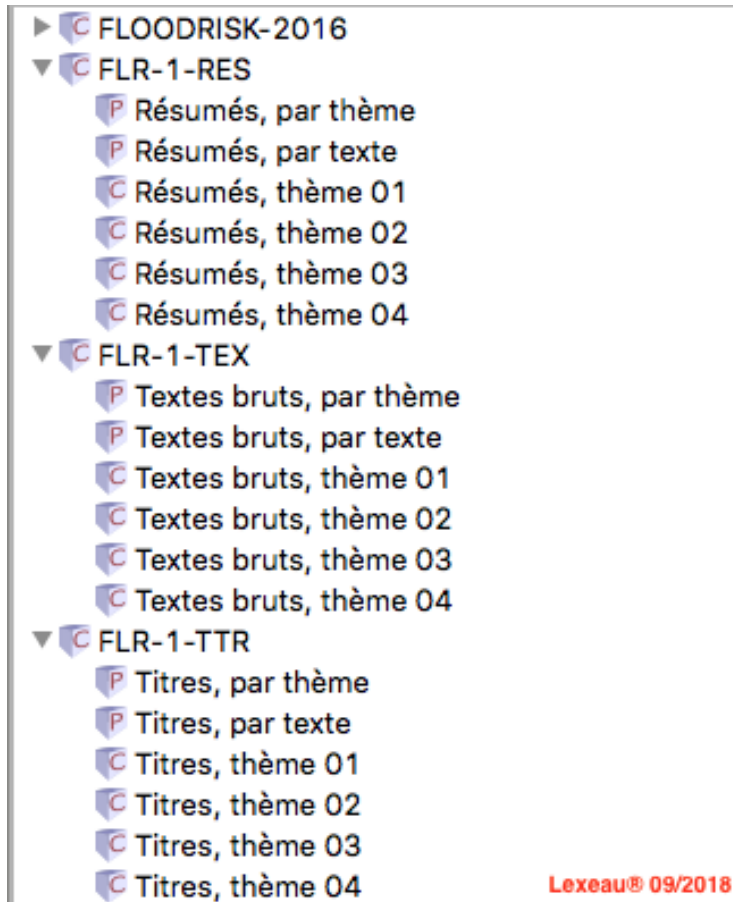 C FLOODRISK-2016
C FLR-1-RES
P Résumés, par thème
P Résumés, par texte
C Résumés, thème 01
C Résumés, thème 02
C Résumés, thème 03
C Résumés, thème 04
C FLR-1-TEX
P Textes bruts, par thème
P Textes bruts, par texte
C Textes bruts, thème 01
C Textes bruts, thème 02
C Textes bruts, thème 03
C Textes bruts, thème 04
C FLR-1-TTR
P Titres, par thème
P Titres, par texte
C Titres, thème 01
C Titres, thème 02
C Titres, thème 03
C Titres, thème 04
Lexeau® 09/2018